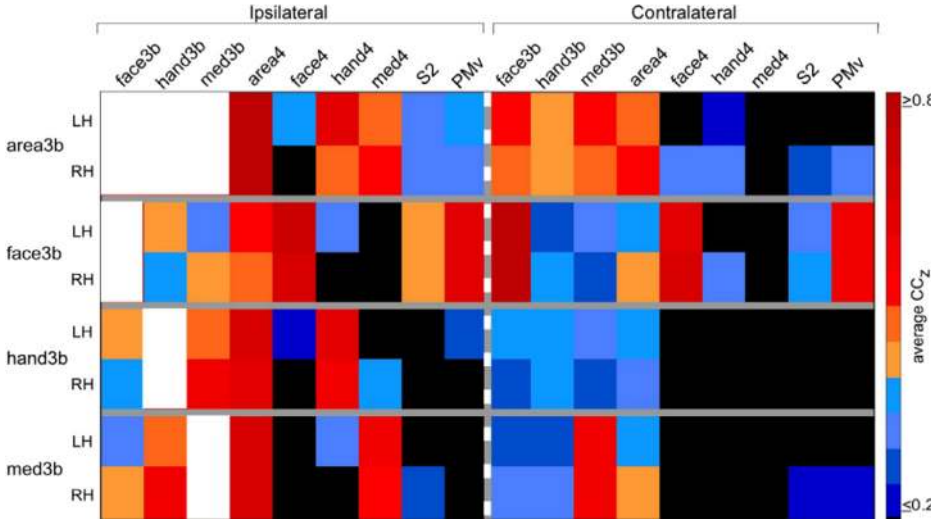 Ipsilateral Contralateral
face3b hand3b med3b area4 face4 hand4 med4 S2 PMv face3b hand3b med3b area4 face4 hand4 med4 S2 PMv
≥0.8
LH
area3b
RH
LH
face3b
RH
average CCz
LH
hand3b
RH
LH
med3b
RH
≤0.2